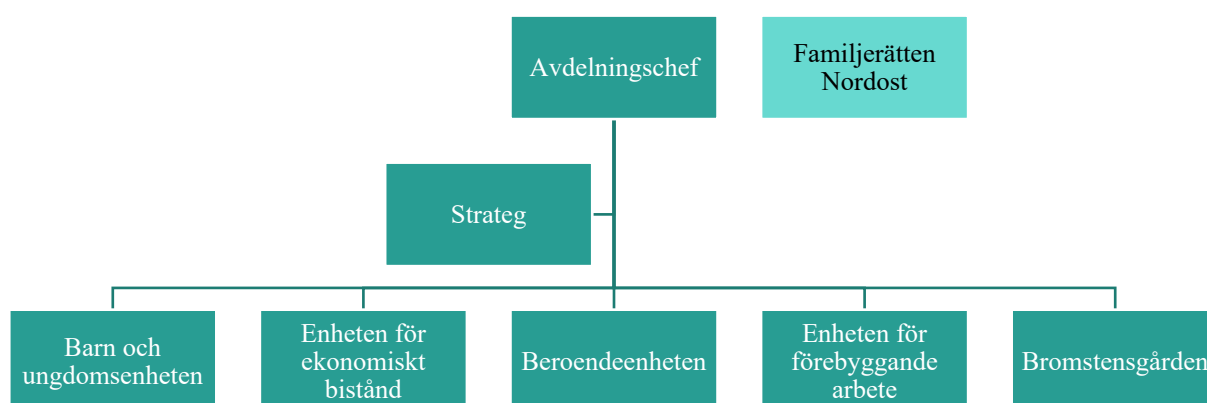 Avdelningschef
Familjerätten
Nordost
Strateg
Barn och
ungdomsenheten
Enheten för
ekonomiskt
bistånd
Beroendeenheten
Enheten för
förebyggande
arbete
Bromstensgården